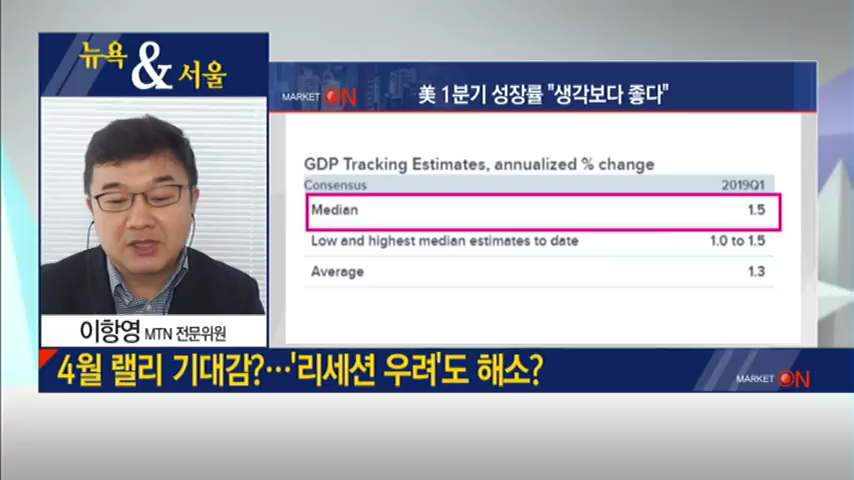 뉴욕 & 서울
MARKET ON
美 1분기 성장률 "생각보다 좋다"
GDP Tracking Estimates, annualized % change
Consensus 2019Q1
Median 1.5
Low and highest median estimates to date 1.0 to 1.5
Average 1.3
이항영 MTN 전문위원
4월 랠리 기대감?…'리세션 우려'도 해소?
MARKET ON